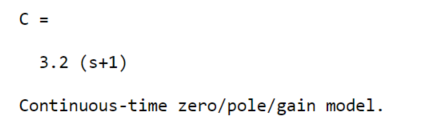 C =
3.2 (s+1)
Continuous-time zero/pole/gain model.